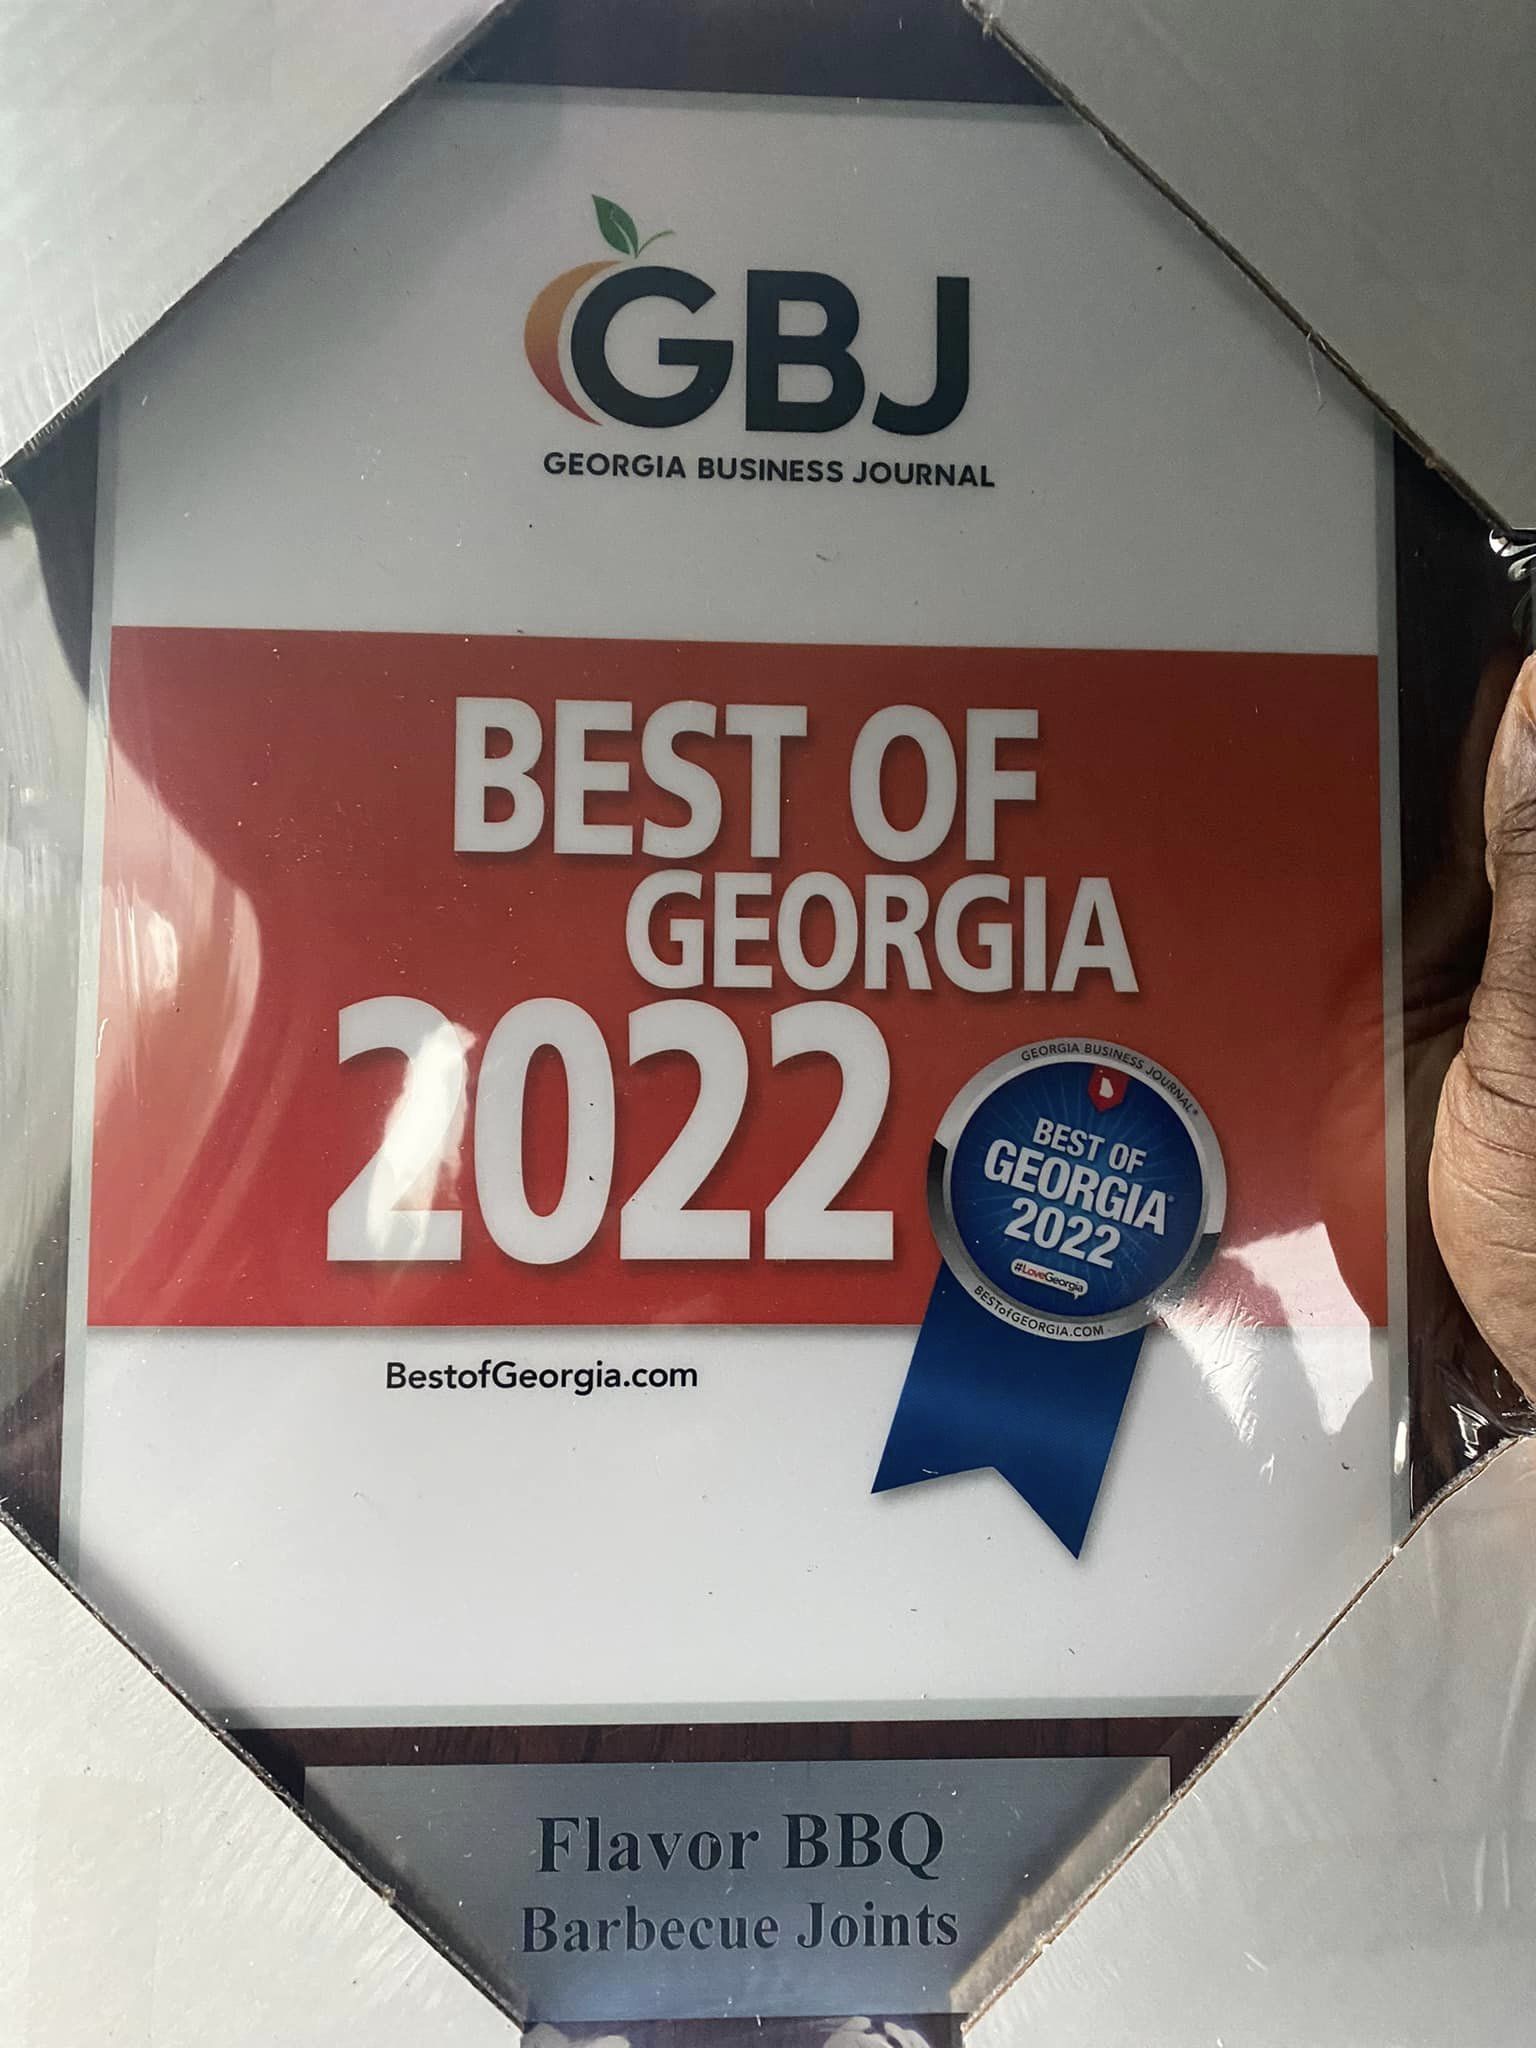 GBJ
GEORGIA BUSINESS JOURNAL
BEST OF
GEORGIA
2022
GEORGIA BUSINESS JOURNAL®
BEST OF
GEORGIA®
2022
#LoveGeorgia
BESTofGEORGIA.COM
BestofGeorgia.com
Flavor BBQ
Barbecue Joints